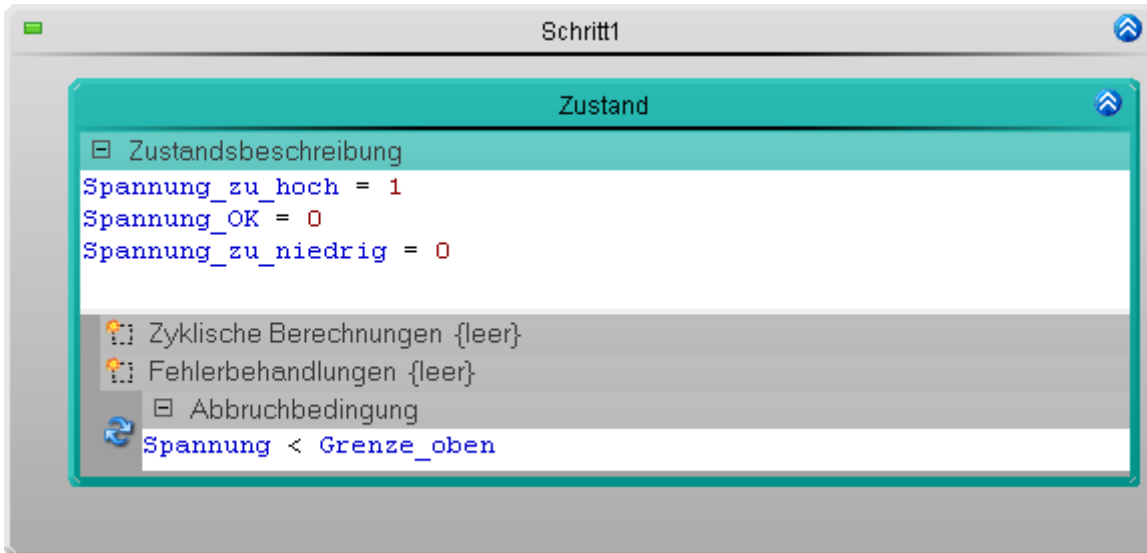 Schritt1
Zustand
Zustandsbeschreibung
Spannung_zu_hoch = 1
Spannung_OK = 0
Spannung_zu_niedrig = 0
Zyklische Berechnungen {leer}
Fehlerbehandlungen {leer}
Abbruchbedingung
Spannung < Grenze_oben